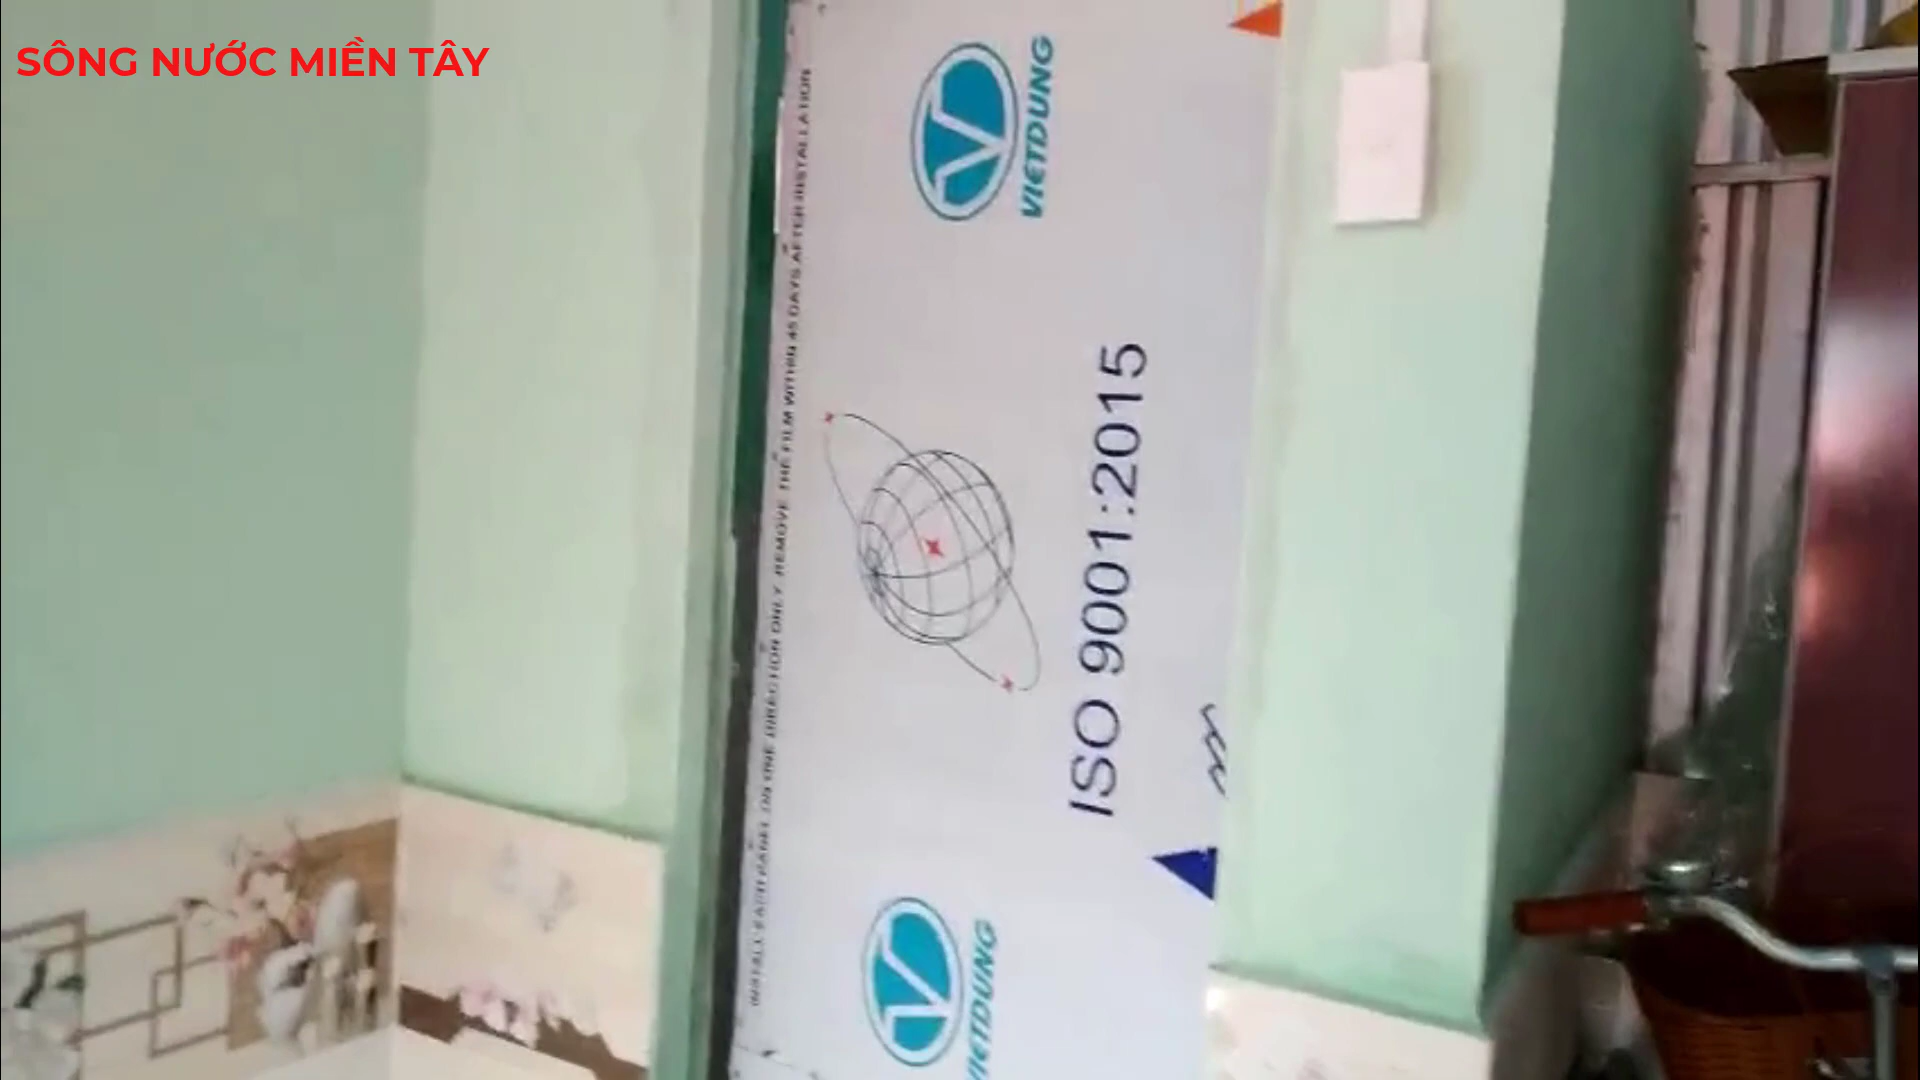 SÔNG NƯỚC MIỀN TÂY
VIETDUNG
INSTALL EACH PANEL ON ONE DIRECTION ONLY. REMOVE THE FILM WITHIN 45 DAYS AFTER INSTALLATION
ISO 9001:2015
VIETDUNG